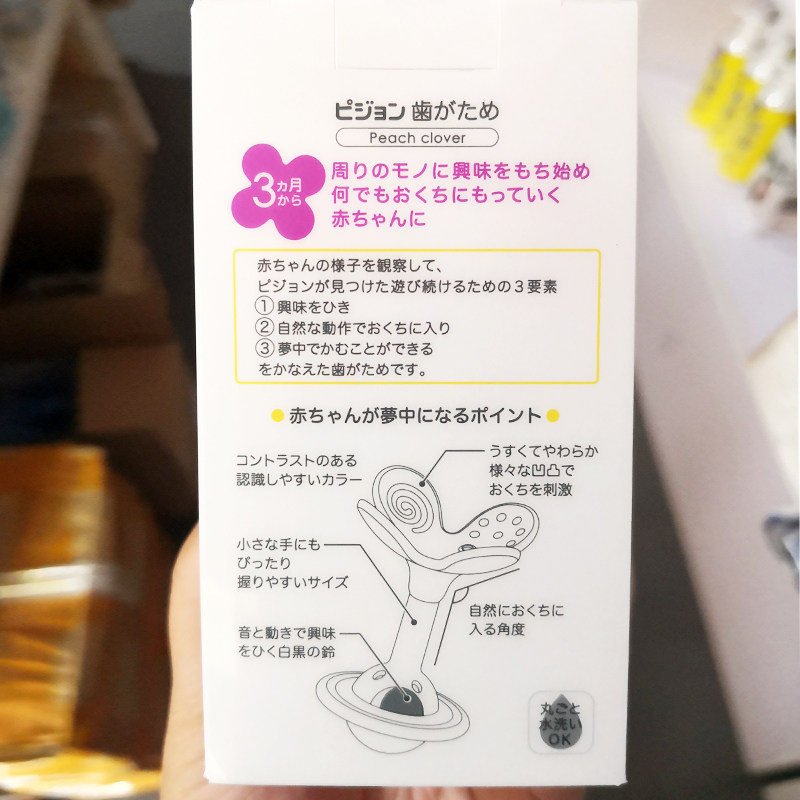 ピジョン 歯がため
Peach clover
3ヵ月から
周りのモノに興味をもち始め
何でもおくちにもっていく
赤ちゃんに
赤ちゃんの様子を観察して、
ピジョンが見つけた遊び続けるための3要素
①興味をひき
②自然な動作でおくちに入り
③夢中でかむことができる
をかなえた歯がためです。
●赤ちゃんが夢中になるポイント●
コントラストのある
認識しやすいカラー
うすくてやわらか
様々な凹凸で
おくちを刺激
小さな手にも
ぴったり
握りやすいサイズ
自然におくちに
入る角度
音と動きで興味
をひく白黒の鈴
丸ごと
水洗い
OK